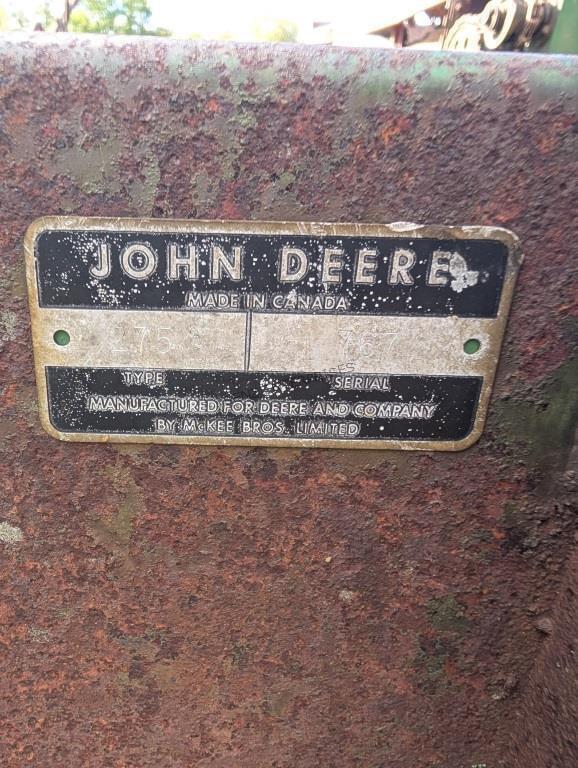 JOHN DEERE
MADE IN CANADA
TYPE SERIAL
MANUFACTURED FOR DEERE AND COMPANY
BY McKEE BROS., LIMITED